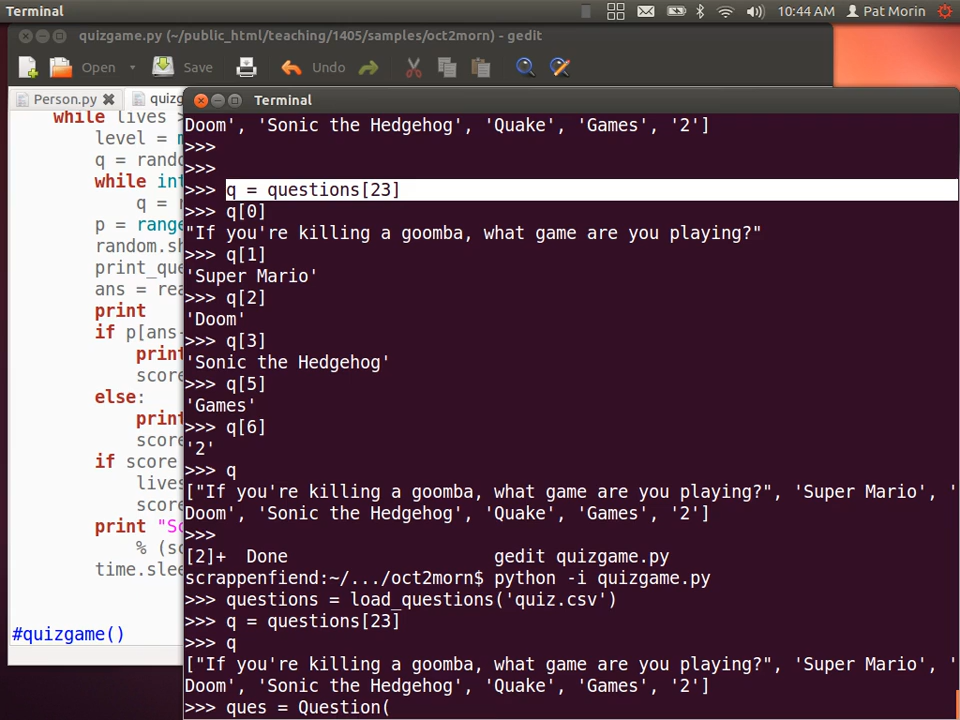 Terminal
10:44 AM Pat Morin
quizgame.py (~/public_html/teaching/1405/samples/oct2morn) - gedit
Open Save Undo
Person.py quizg
Terminal
while lives >
level = m
q = rando
while int
q = r
p = range
random.sh
print_que
ans = rea
print
if p[ans-
print
score
else:
print
score
if score
lives
score
print "Sc
% (sc
time.slee
#quizgame()
Doom', 'Sonic the Hedgehog', 'Quake', 'Games', '2']
>>>
>>>
>>> q = questions[23]
>>> q[0]
"If you're killing a goomba, what game are you playing?"
>>> q[1]
'Super Mario'
>>> q[2]
'Doom'
>>> q[3]
'Sonic the Hedgehog'
>>> q[5]
'Games'
>>> q[6]
'2'
>>> q
["If you're killing a goomba, what game are you playing?", 'Super Mario', '
Doom', 'Sonic the Hedgehog', 'Quake', 'Games', '2']
>>>
[2]+  Done                    gedit quizgame.py
scrappenfiend:~/.../oct2morn$ python -i quizgame.py
>>> questions = load_questions('quiz.csv')
>>> q = questions[23]
>>> q
["If you're killing a goomba, what game are you playing?", 'Super Mario', '
Doom', 'Sonic the Hedgehog', 'Quake', 'Games', '2']
>>> ques = Question(